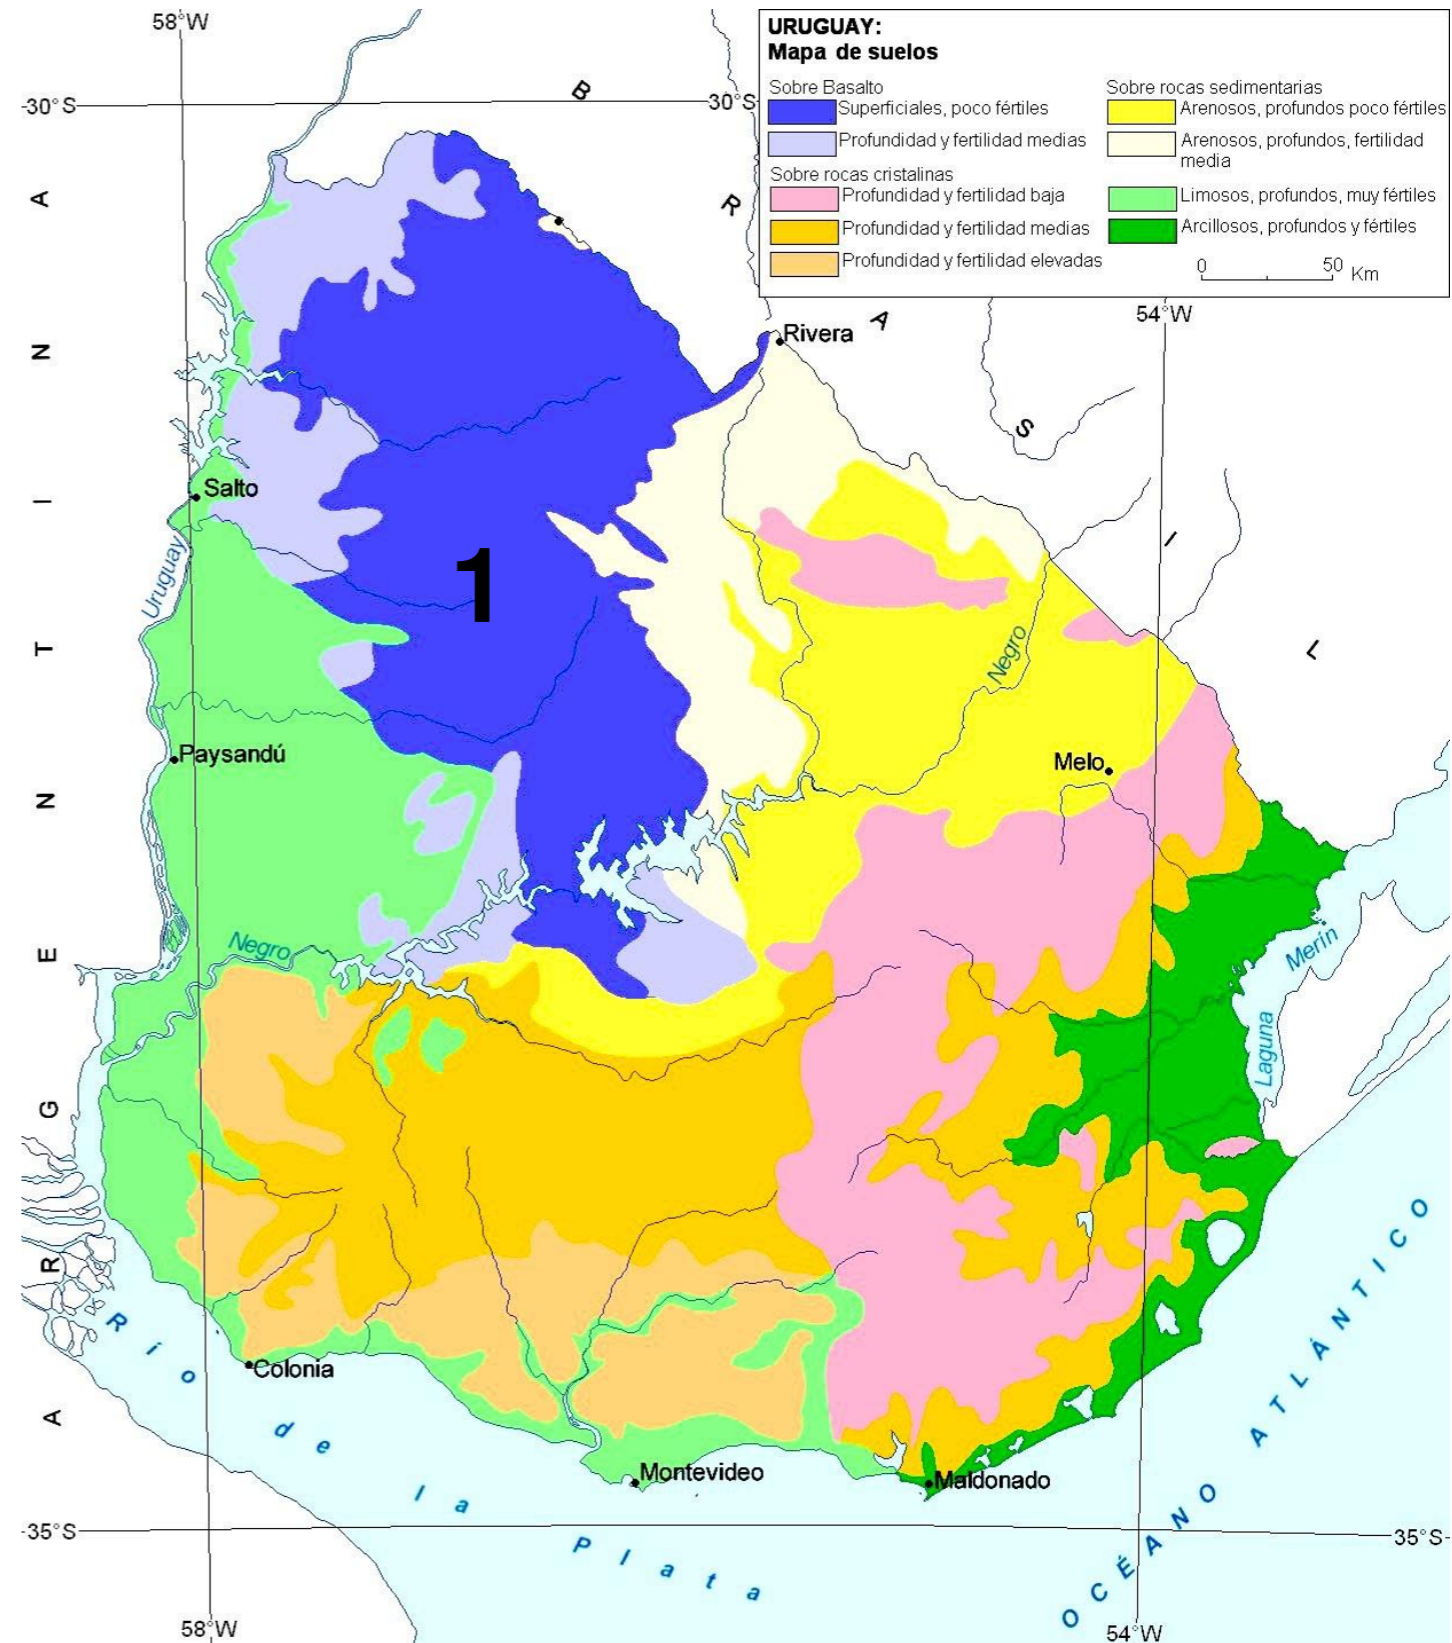 URUGUAY:
Mapa de suelos
Sobre Basalto
Superficiales, poco fértiles
Profundidad y fertilidad medias
Sobre rocas cristalinas
Profundidad y fertilidad baja
Profundidad y fertilidad medias
Profundidad y fertilidad elevadas
Sobre rocas sedimentarias
Arenosos, profundos poco fértiles
Arenosos, profundos, fertilidad
media
Limosos, profundos, muy fértiles
Arcillosos, profundos y fértiles
0 50 Km
58°W
54°W
-30°S
30°S
BRASIL
ARGENTINA
Rivera
Salto
1
Uruguay
Negro
Paysandú
Melo
Negro
Laguna Merín
Colonia
Montevideo
Maldonado
Río de la Plata
OCÉANO ATLÁNTICO
-35°S
35°S
58°W
54°W